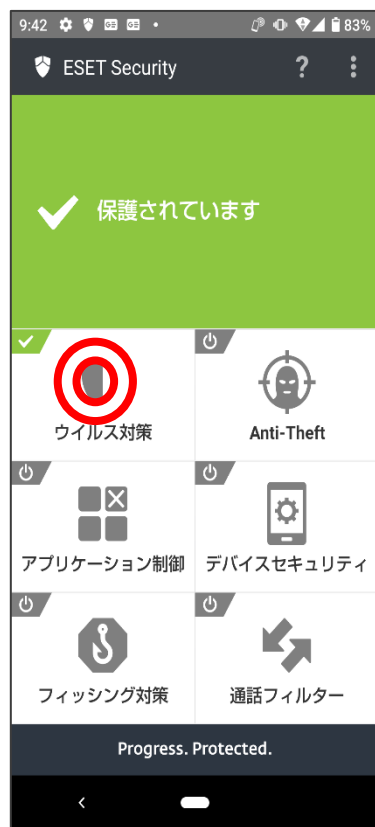 9:42 83%
ESET Security ?
保護されています
ウイルス対策 Anti-Theft
アプリケーション制御 デバイスセキュリティ
フィッシング対策 通話フィルター
Progress. Protected.